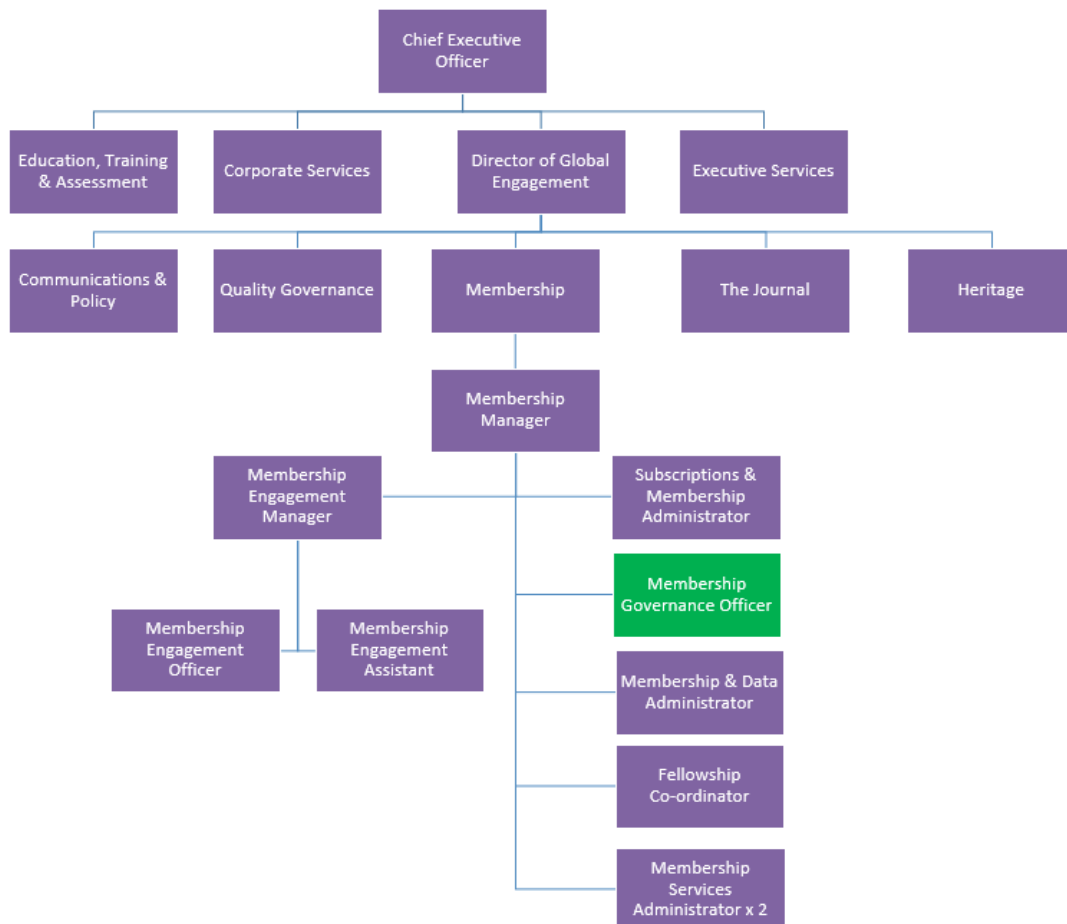 Chief Executive
Officer
Education, Training
& Assessment
Corporate Services
Director of Global
Engagement
Executive Services
Communications &
Policy
Quality Governance
Membership
The Journal
Heritage
Membership
Manager
Membership
Engagement
Manager
Subscriptions &
Membership
Administrator
Membership
Governance Officer
Membership
Engagement
Officer
Membership
Engagement
Assistant
Membership & Data
Administrator
Fellowship
Co-ordinator
Membership
Services
Administrator x 2